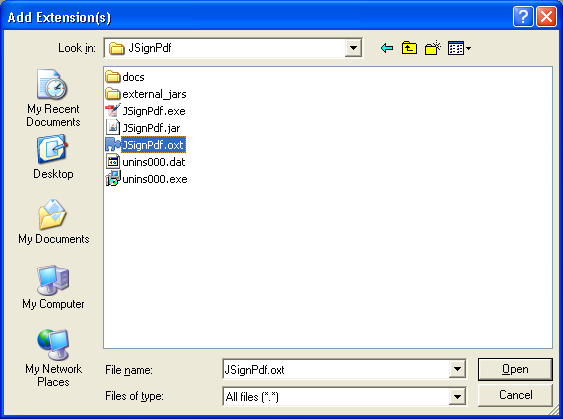 Add Extension(s)
Look in: JSignPdf
My Recent
Documents
Desktop
My Documents
My Computer
My Network
Places
docs
external_jars
JSignPdf.exe
JSignPdf.jar
JSignPdf.oxt
unins000.dat
unins000.exe
File name: JSignPdf.oxt Open
Files of type: All files (*.*) Cancel